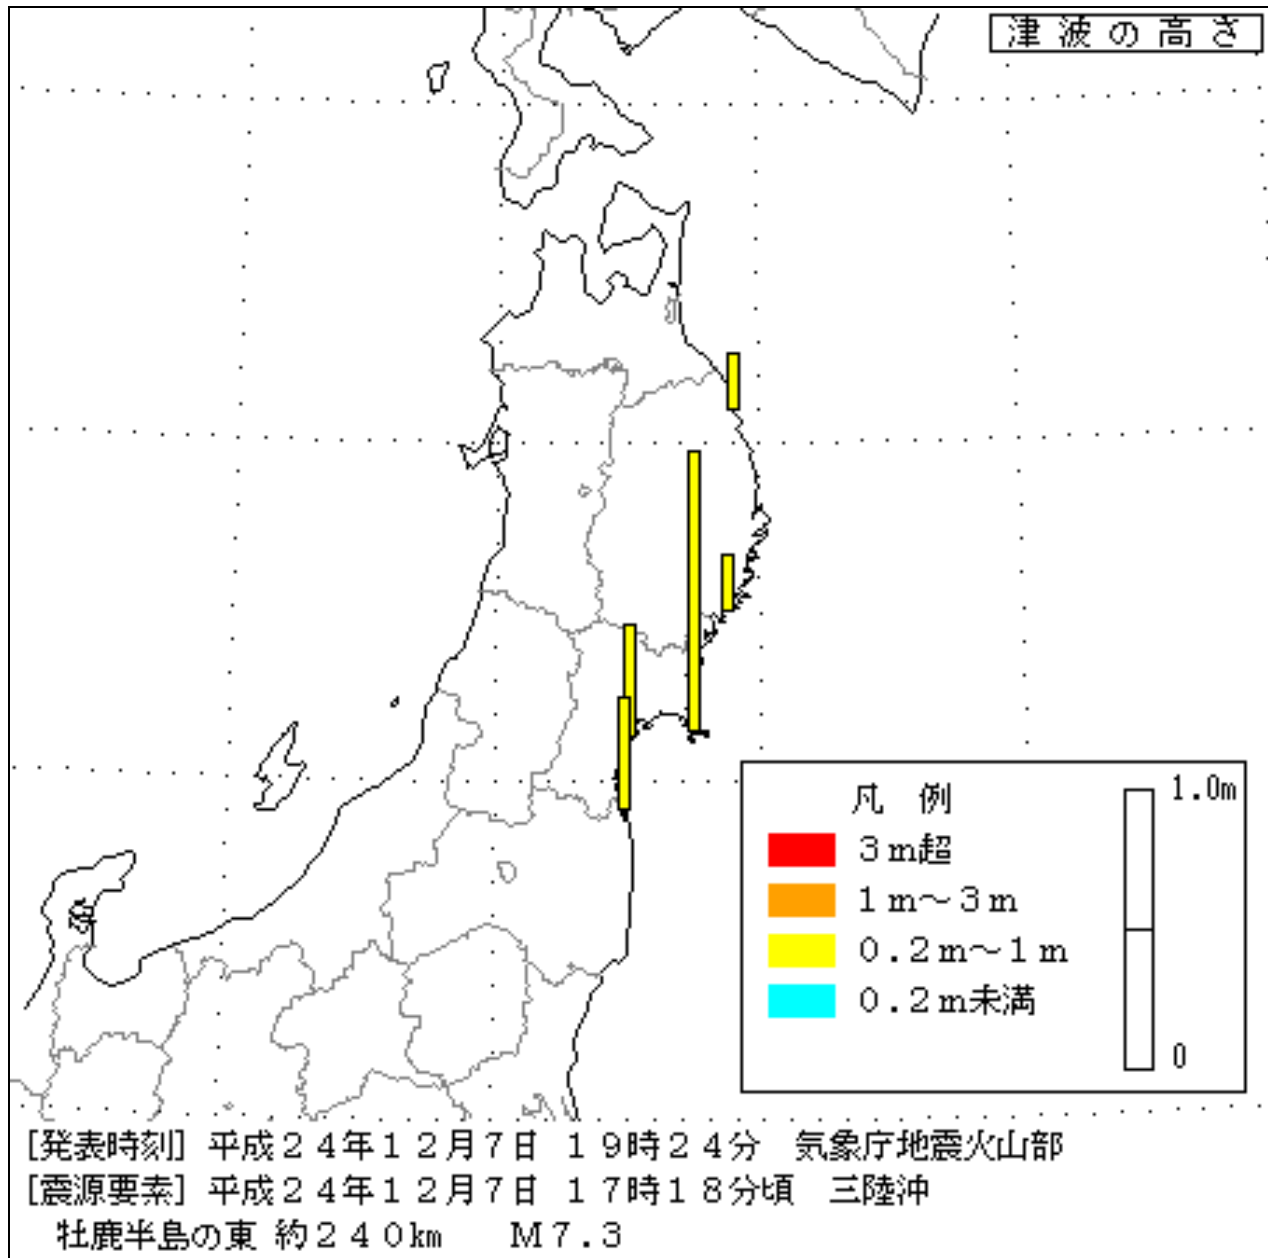 津波の高さ
凡 例
3m超
1m～3m
0.2m～1m
0.2m未満
1.0m
0
[発表時刻] 平成24年12月7日 19時24分 気象庁地震火山部
[震源要素] 平成24年12月7日 17時18分頃 三陸沖
牡鹿半島の東 約240km M7.3